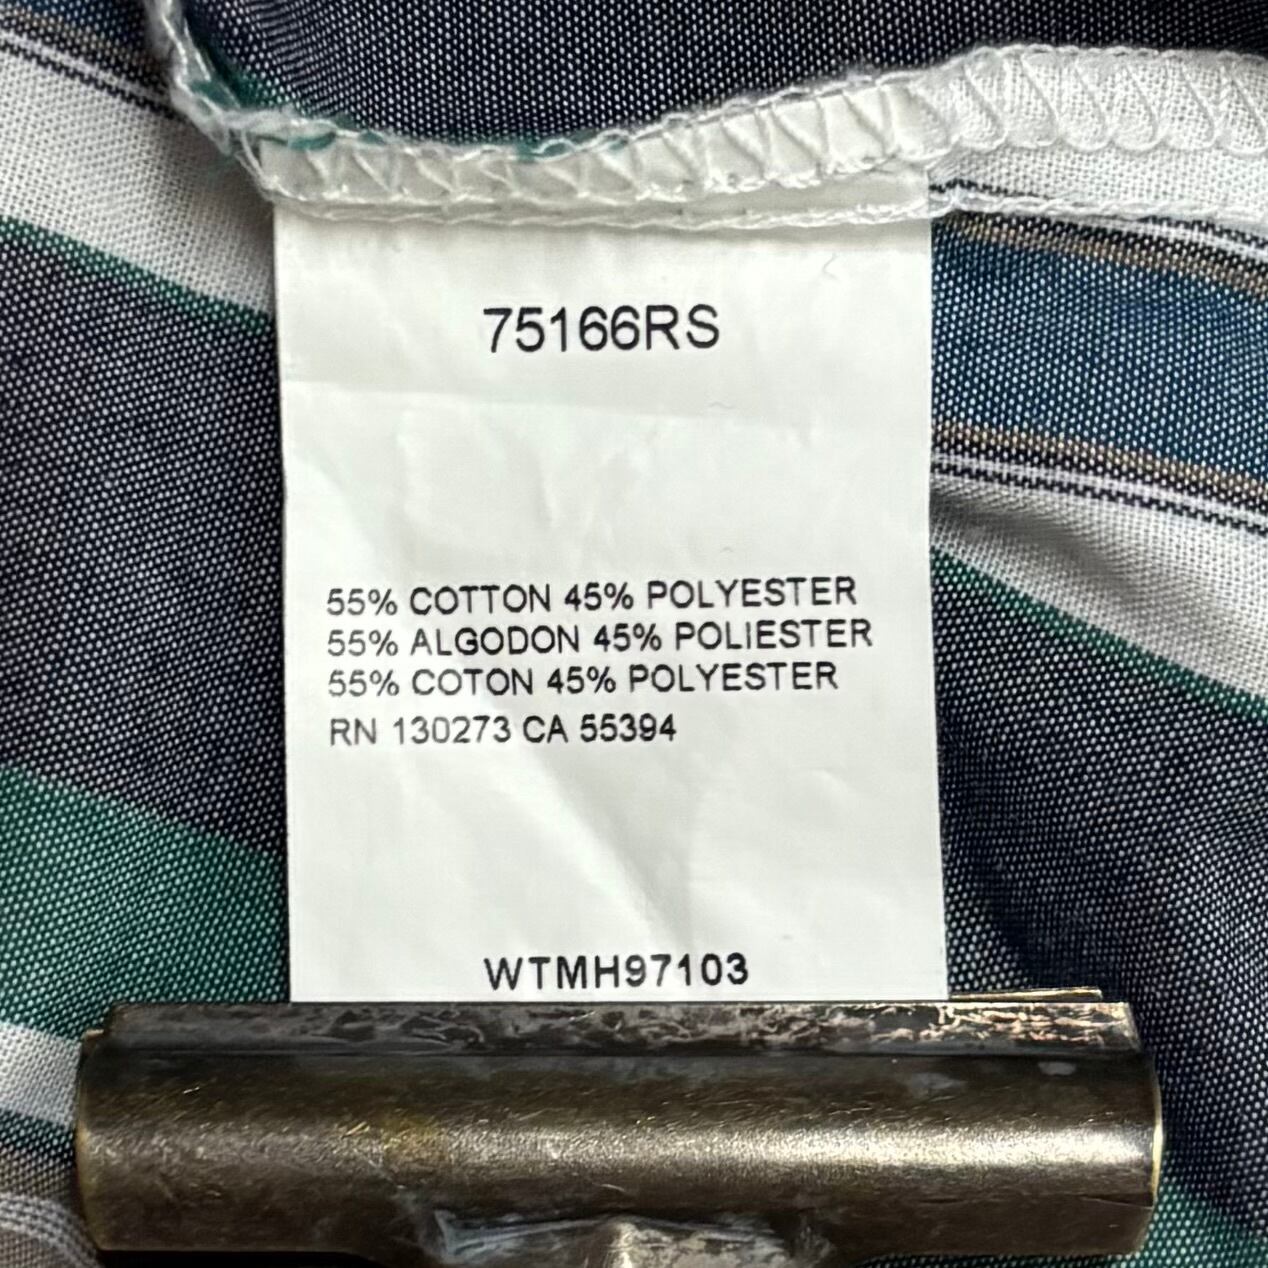 75166RS
55% COTTON 45% POLYESTER
55% ALGODON 45% POLIESTER
55% COTON 45% POLYESTER
RN 130273 CA 55394
WTMH97103